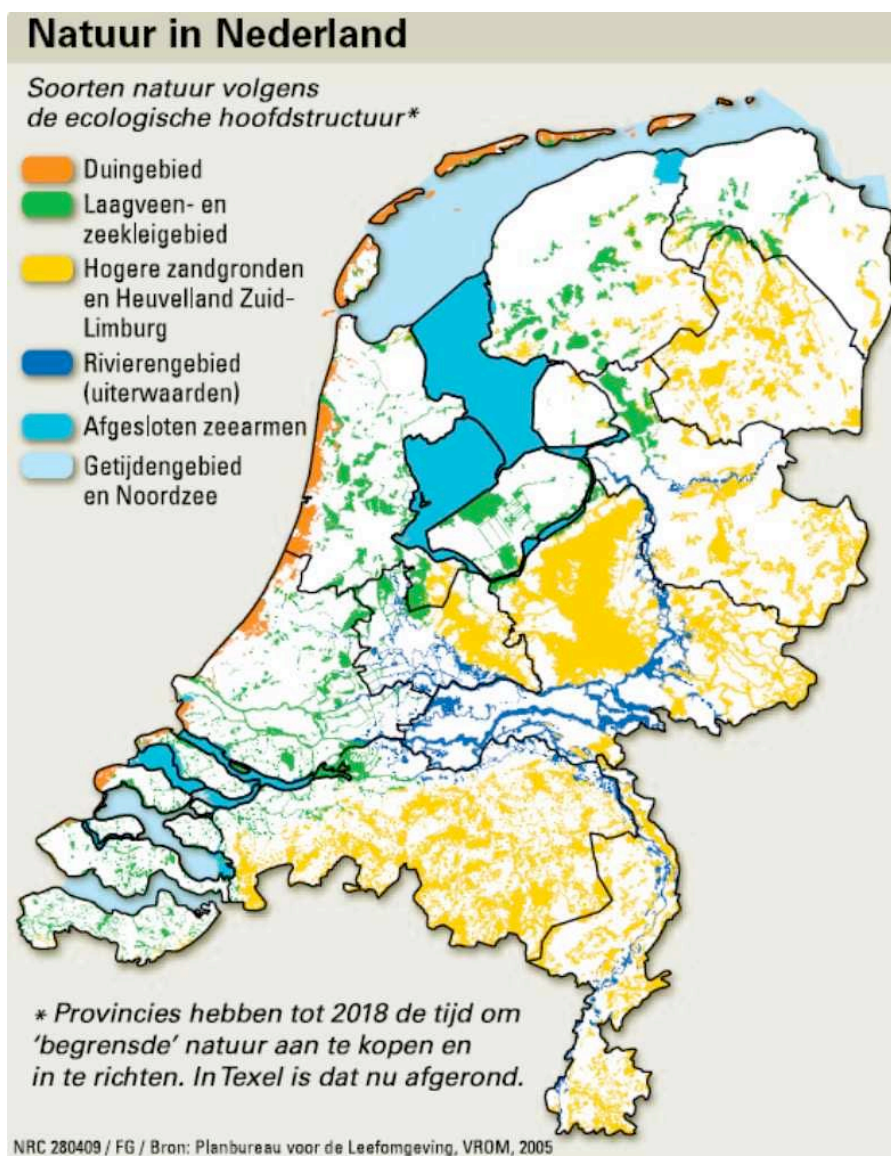 Natuur in Nederland
Soorten natuur volgens
de ecologische hoofdstructuur*
Duingebied
Laagveen- en
zeekleigebied
Hogere zandgronden
en Heuvelland Zuid-
Limburg
Rivierengebied
(uiterwaarden)
Afgesloten zeearmen
Getijdengebied
en Noordzee
* Provincies hebben tot 2018 de tijd om
‘begrensde’ natuur aan te kopen en
in te richten. In Texel is dat nu afgerond.
NRC 280409 / FG / Bron: Planbureau voor de Leefomgeving, VROM, 2005